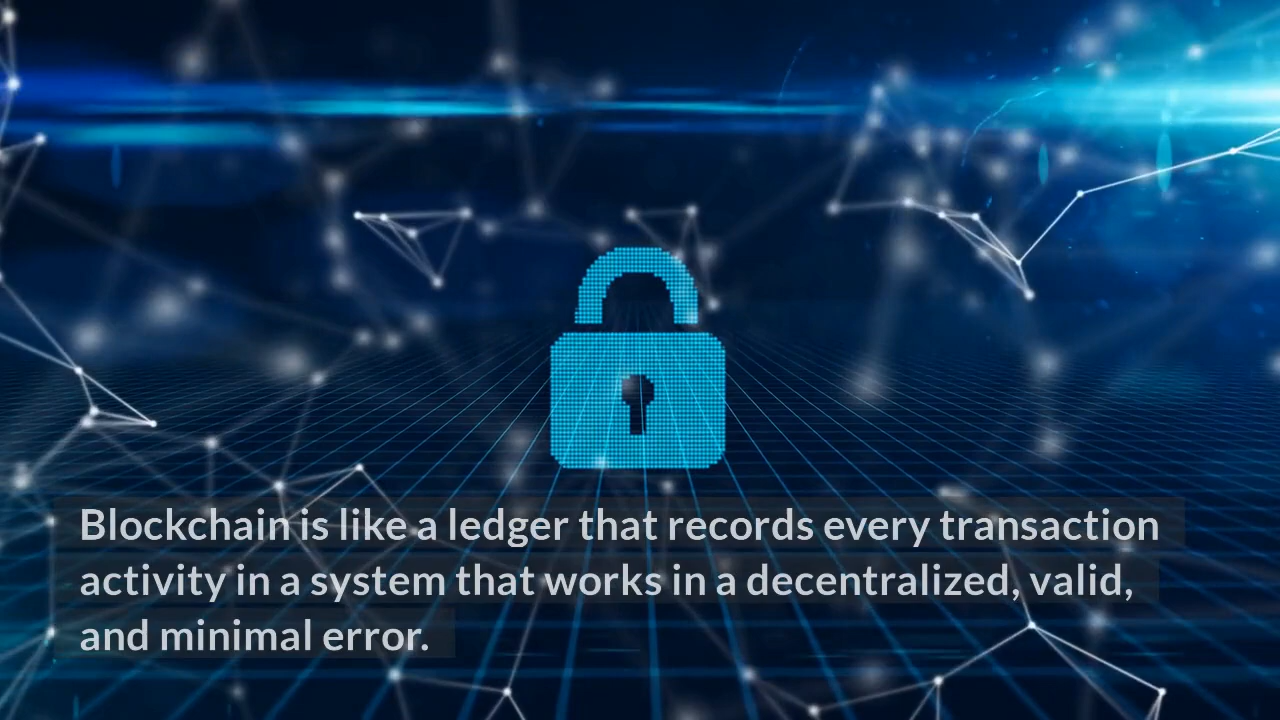 Blockchain is like a ledger that records every transaction
activity in a system that works in a decentralized, valid,
and minimal error.